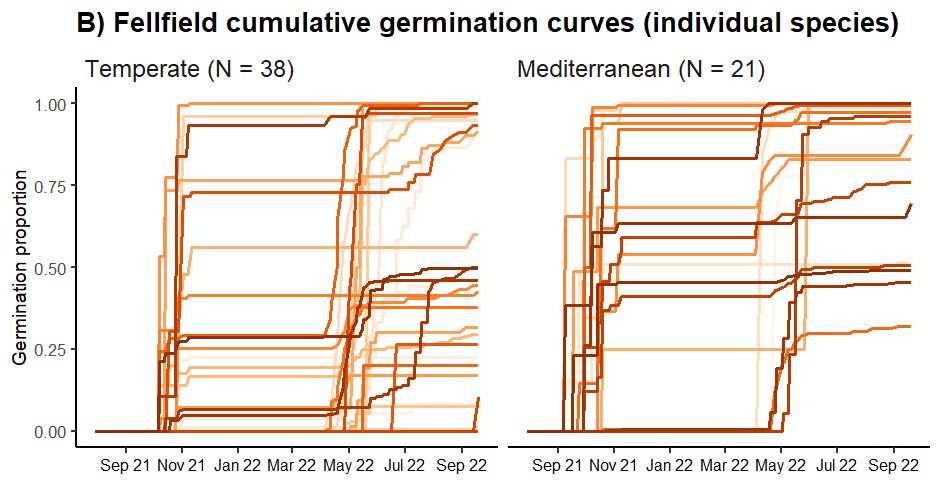 B) Fellfield cumulative germination curves (individual species)
Temperate (N = 38)
Mediterranean (N = 21)
Germination proportion
1.00
0.75
0.50
0.25
0.00
Sep 21 Nov 21 Jan 22 Mar 22 May 22 Jul 22 Sep 22
Sep 21 Nov 21 Jan 22 Mar 22 May 22 Jul 22 Sep 22